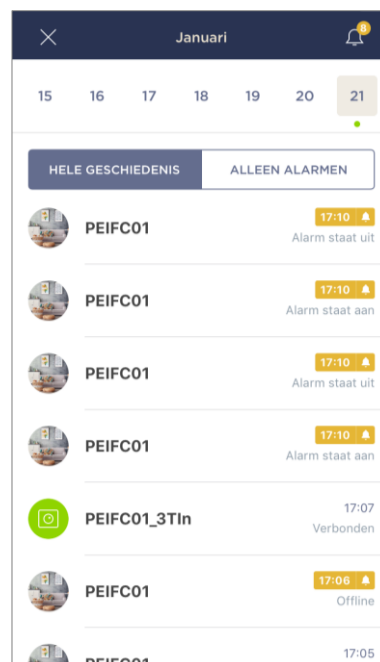 Januari
8
15 16 17 18 19 20 21
HELE GESCHIEDENIS ALLEEN ALARMEN
17:10
PEIFC01
Alarm staat uit
17:10
PEIFC01
Alarm staat aan
17:10
PEIFC01
Alarm staat uit
17:10
PEIFC01
Alarm staat aan
17:07
PEIFC01_3TIn
Verbonden
17:06
PEIFC01
Offline
17:05
PEIFC01